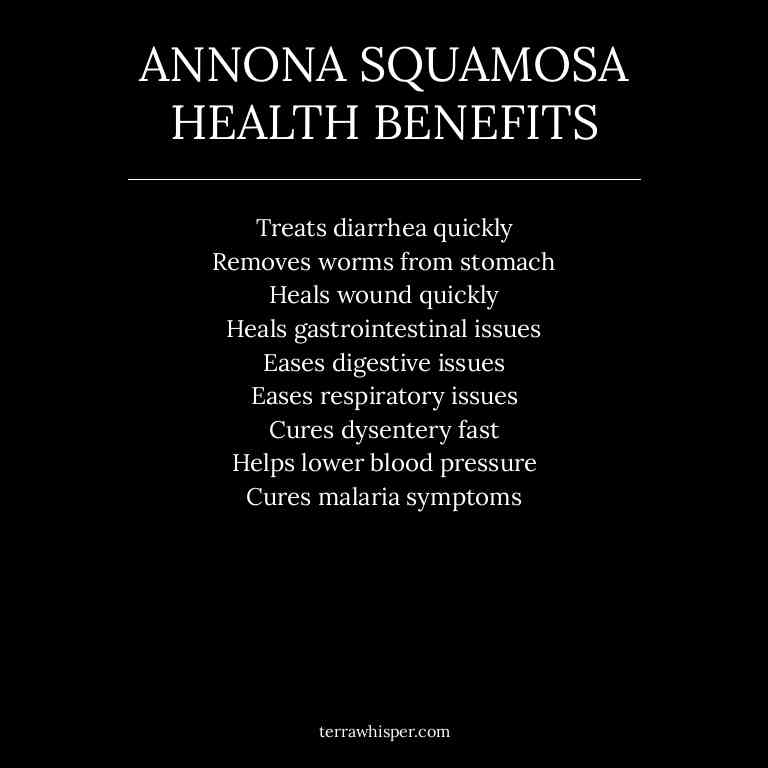 ANNONA SQUAMOSA
HEALTH BENEFITS
Treats diarrhea quickly
Removes worms from stomach
Heals wound quickly
Heals gastrointestinal issues
Eases digestive issues
Eases respiratory issues
Cures dysentery fast
Helps lower blood pressure
Cures malaria symptoms
terrawhisper.com